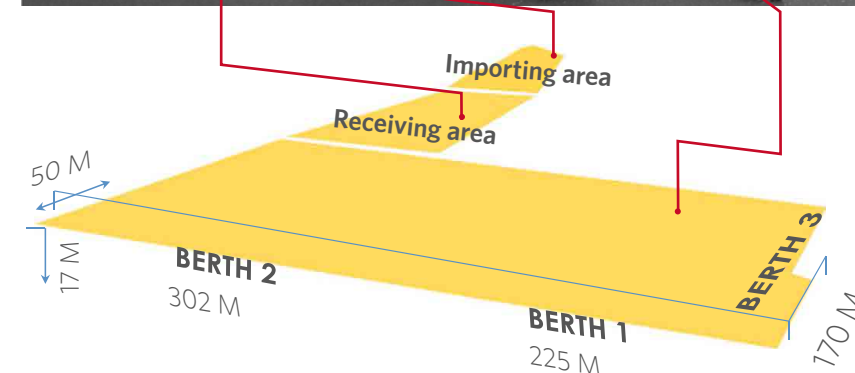 Importing area
Receiving area
50 M
17 M
BERTH 2
302 M
BERTH 1
225 M
BERTH 3
170 M